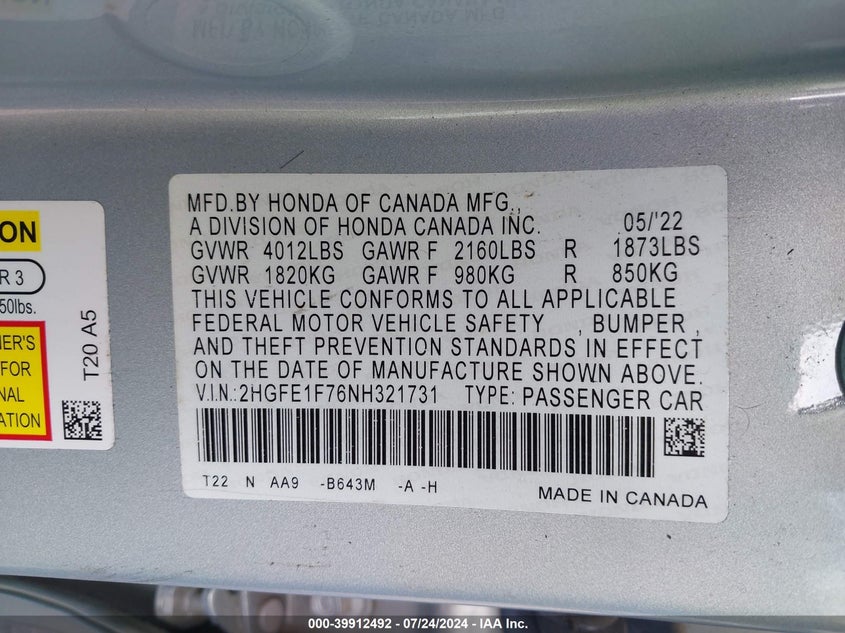 MFD.BY HONDA OF CANADA MFG.,
A DIVISION OF HONDA CANADA INC. 05/'22
GVWR 4012LBS GAWR F 2160LBS R 1873LBS
GVWR 1820KG GAWR F 980KG R 850KG
THIS VEHICLE CONFORMS TO ALL APPLICABLE
FEDERAL MOTOR VEHICLE SAFETY , BUMPER ,
AND THEFT PREVENTION STANDARDS IN EFFECT
ON THE DATE OF MANUFACTURE SHOWN ABOVE.
V.I.N.:2HGFE1F76NH321731 TYPE: PASSENGER CAR
T22 N AA9 -B643M -A -H
MADE IN CANADA
ON
R 3
50lbs.
NER'S
FOR
NAL
ATION
T20 A5
000-39912492 - 07/24/2024 - IAA Inc.